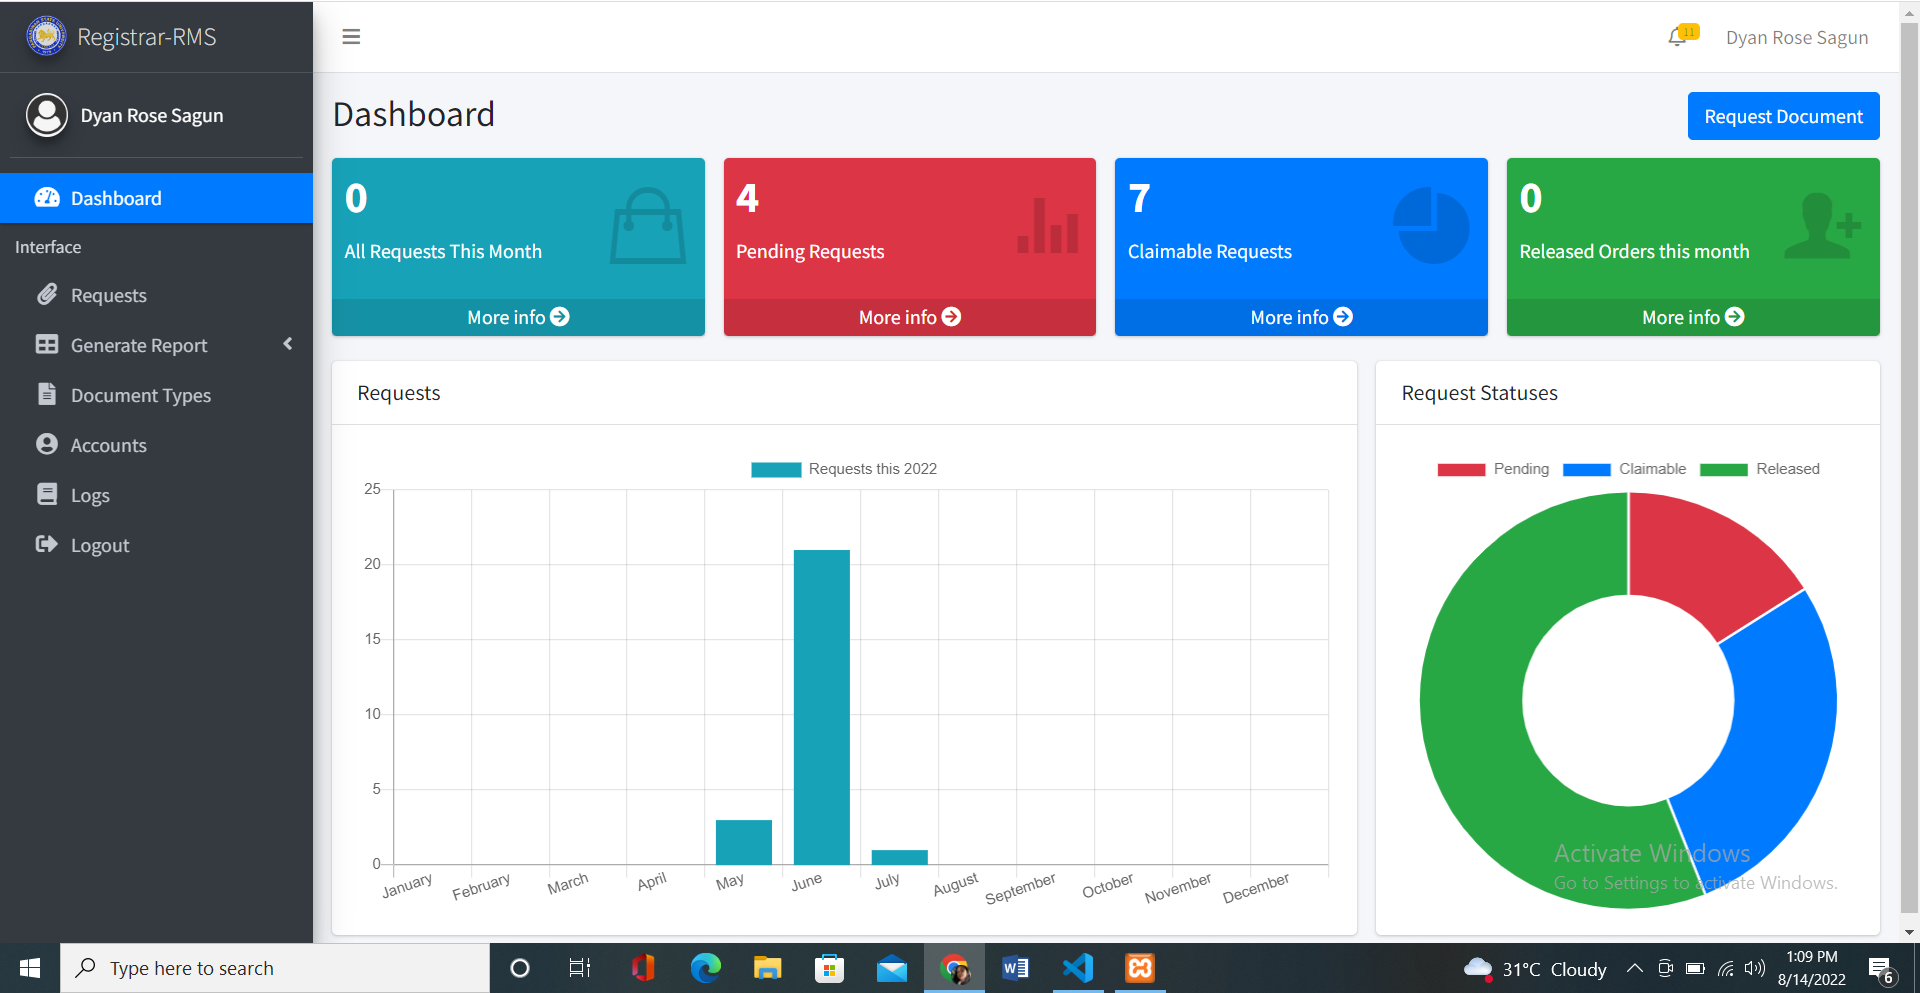 Registrar-RMS
11
Dyan Rose Sagun
Dyan Rose Sagun
Dashboard
Interface
Requests
Generate Report
Document Types
Accounts
Logs
Logout
Dashboard
Request Document
0
All Requests This Month
More info
4
Pending Requests
More info
7
Claimable Requests
More info
0
Released Orders this month
More info
Requests
Requests this 2022
25
20
15
10
5
0
January
February
March
April
May
June
July
August
September
October
November
December
Request Statuses
Pending
Claimable
Released
Activate Windows
Go to Settings to activate Windows.
Type here to search
31°C Cloudy
1:09 PM
8/14/2022
6